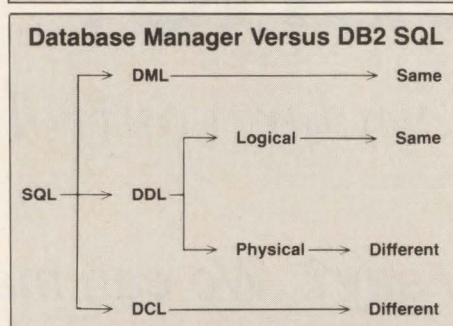 Database Manager Versus DB2 SQL
DML Same
Logical Same
SQL DDL
Physical Different
DCL Different